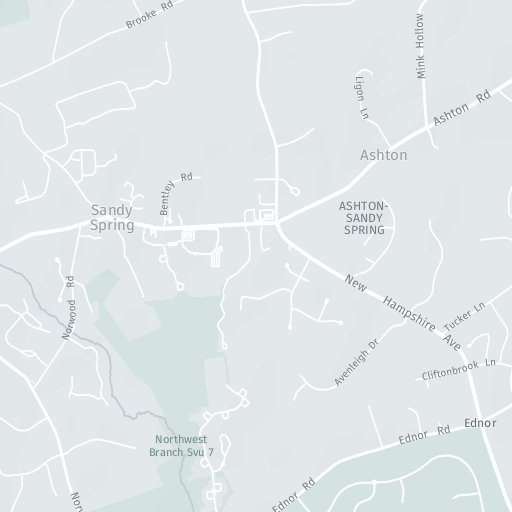 Brooke Rd
Mink Hollow
Ligon Ln
Ashton Rd
Ashton
Bentley Rd
Sandy
Spring
ASHTON-
SANDY
SPRING
Norwood Rd
New Hampshire Ave
Tucker Ln
Avenleigh Dr
Cliftonbrook Ln
Ednor
Ednor Rd
Northwest
Branch Svu 7
Ednor Rd
Nor